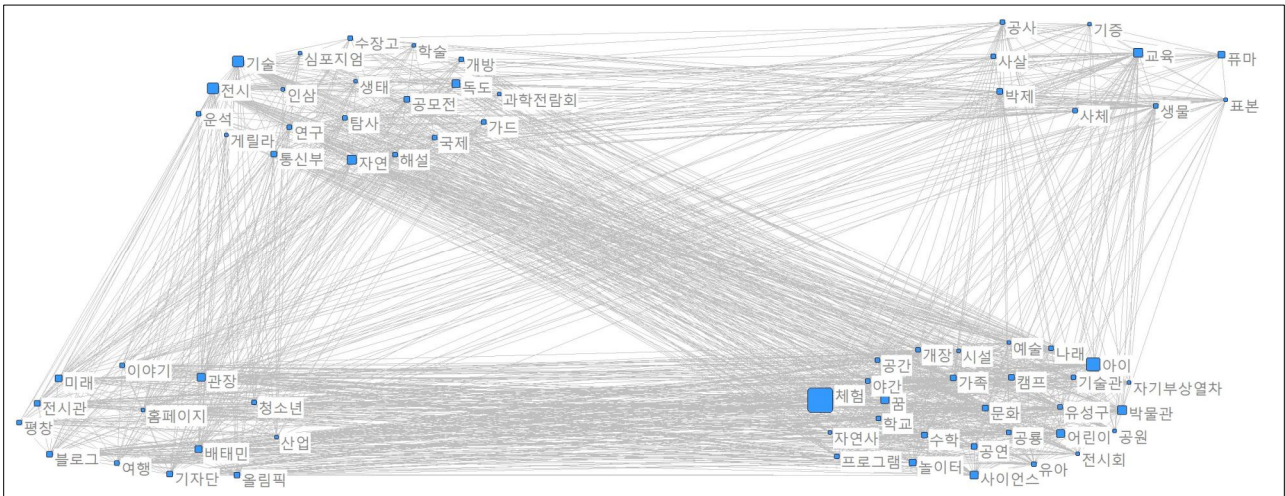 수장고
학술
심포지엄
기술
개방
생태
독도
전시
인삼
공모전
과학전람회
운석
탐사
가드
연구
게릴라
국제
통신부
자연
해설
공사
기증
사살
교육
퓨마
박제
사체
생물
표본
이야기
미래
관장
전시관
청소년
홈페이지
평창
산업
배태민
블로그
여행
기자단
올림픽
예술
나래
개장
시설
공간
아이
야간
가족
캠프
기술관
자기부상열차
체험
꿈
문화
유성구
박물관
학교
자연사
수학
공룡
어린이
공원
공연
전시회
프로그램
놀이터
유아
사이언스